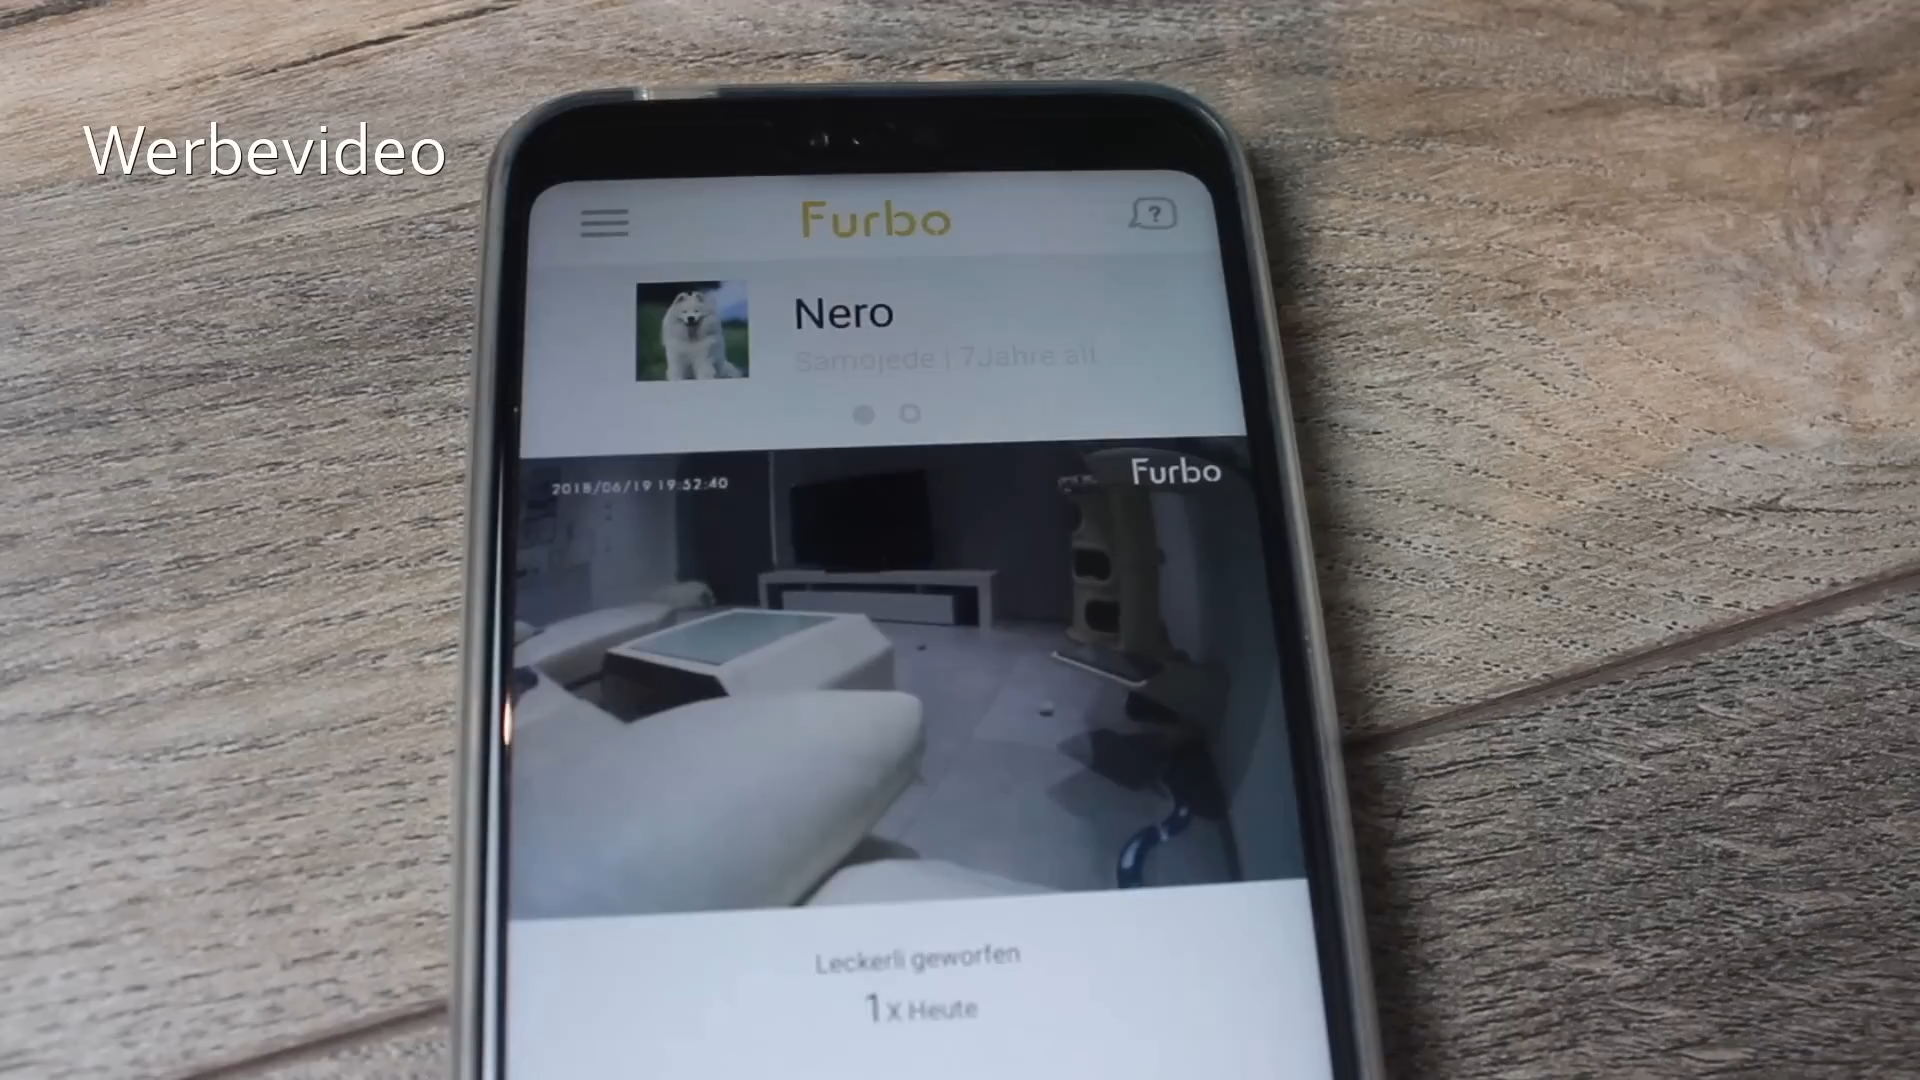 Werbevideo
Furbo
?
Nero
Samojede | 7Jahre alt
2018/06/19 19:52:40
Furbo
Leckerli geworfen
1x Heute